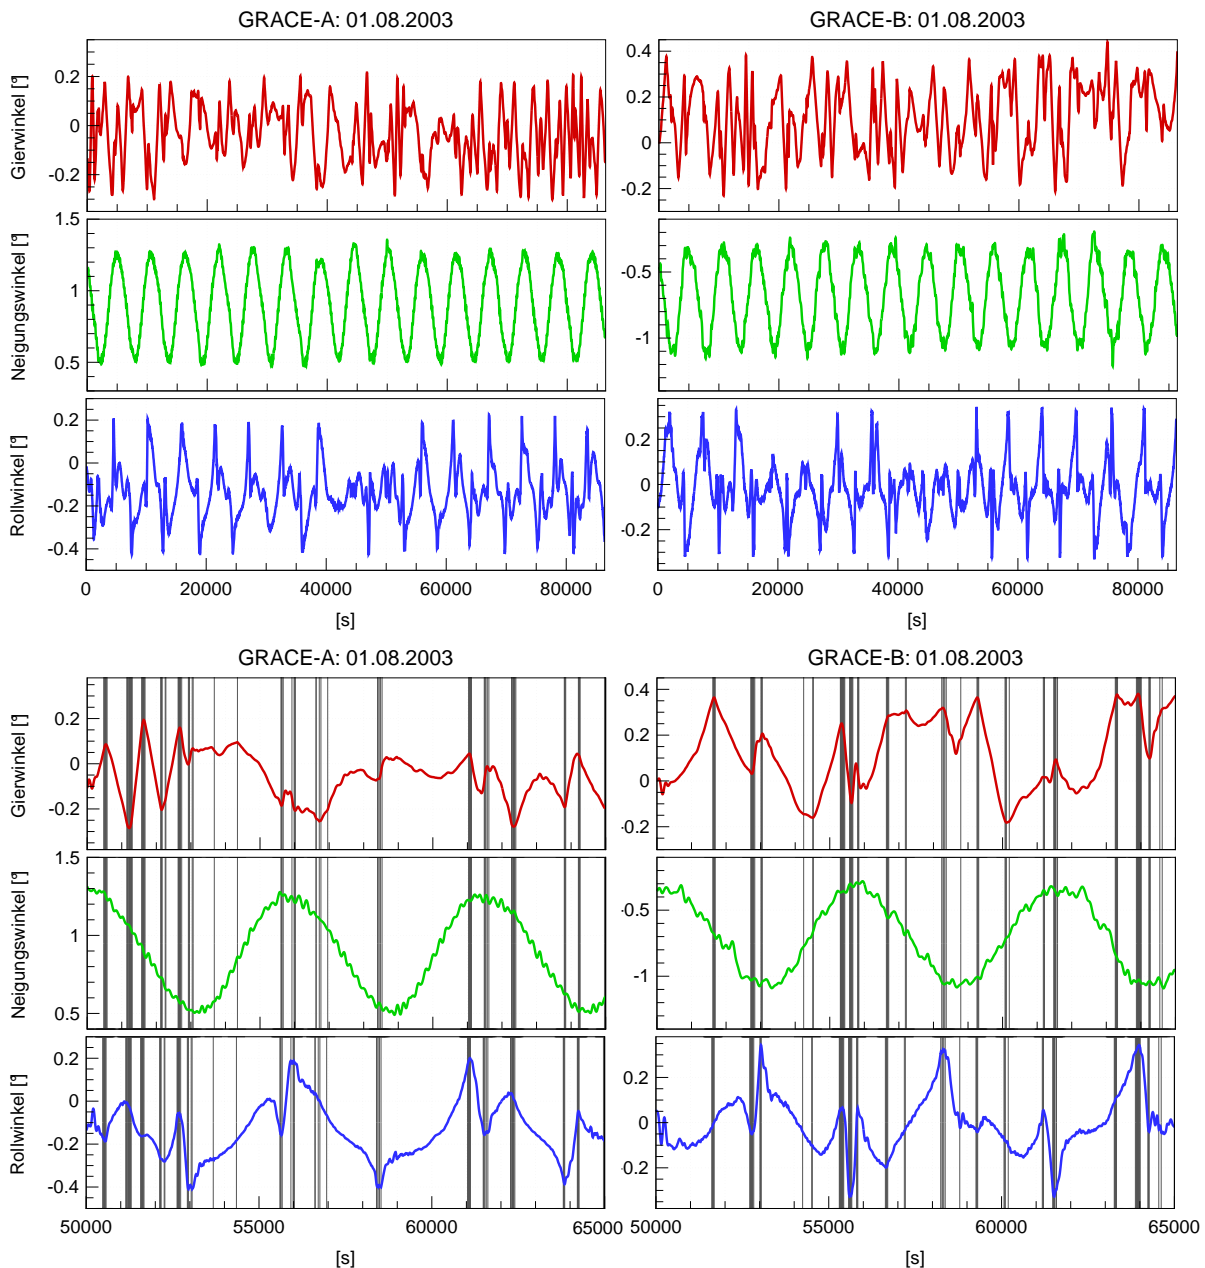 GRACE-A: 01.08.2003
GRACE-B: 01.08.2003
Gierwinkel [°]
0.2
0
-0.2
0.4
0.2
0
-0.2
Neigungswinkel [°]
1.5
1
0.5
-0.5
-1
Rollwinkel [°]
0.2
0
-0.2
-0.4
0.2
0
-0.2
0 20000 40000 60000 80000
0 20000 40000 60000 80000
[s]
[s]
GRACE-A: 01.08.2003
GRACE-B: 01.08.2003
Gierwinkel [°]
0.2
0
-0.2
0.4
0.2
0
-0.2
Neigungswinkel [°]
1.5
1
0.5
-0.5
-1
Rollwinkel [°]
0.2
0
-0.2
-0.4
0.2
0
-0.2
50000 55000 60000 65000
50000 55000 60000 65000
[s]
[s]